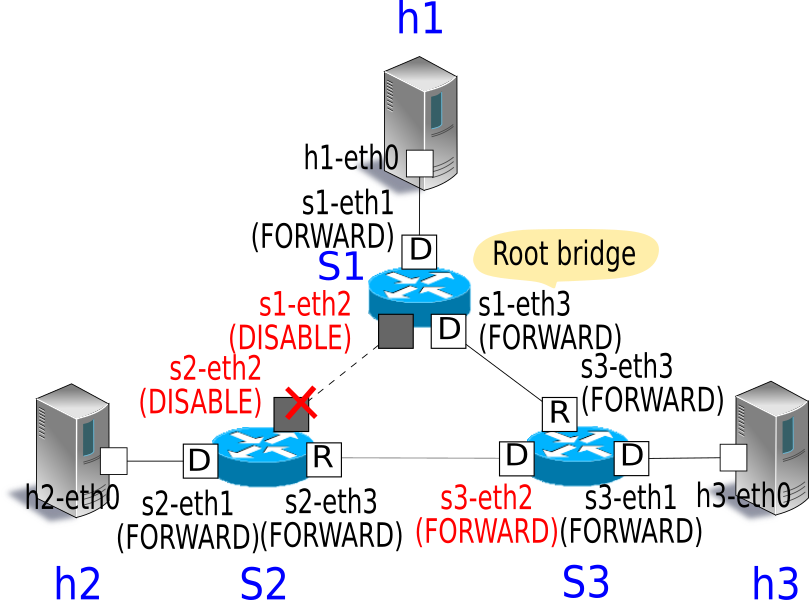 h1
h1-eth0
s1-eth1
(FORWARD)
D
S1
Root bridge
s1-eth2
(DISABLE)
D
s1-eth3
(FORWARD)
s2-eth2
(DISABLE)
s3-eth3
(FORWARD)
R
D
R
D
D
h2-eth0
s2-eth1
(FORWARD)
s2-eth3
(FORWARD)
s3-eth2
(FORWARD)
s3-eth1
(FORWARD)
h3-eth0
h2
S2
S3
h3